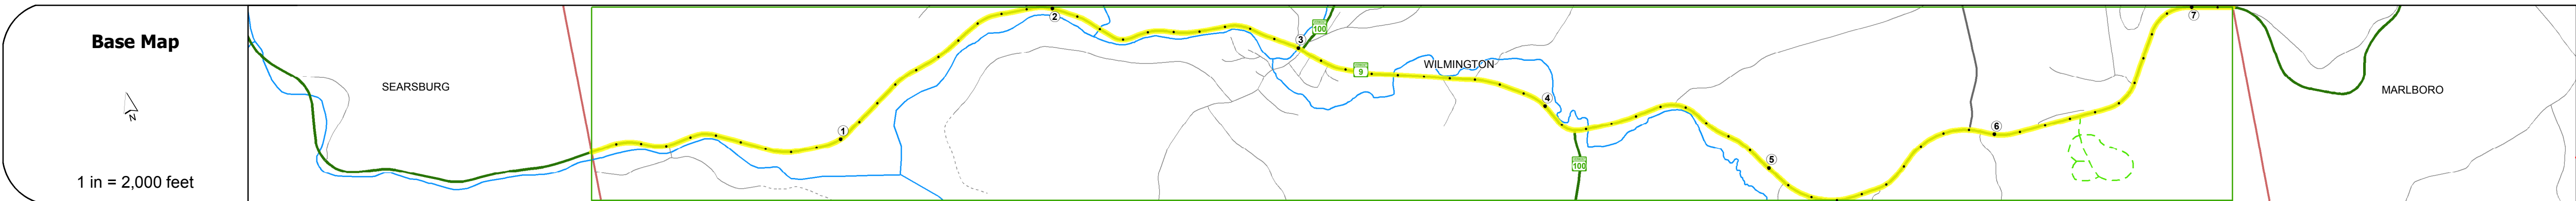 Base Map
N
1 in = 2,000 feet
SEARSBURG
1
2
3
100
9
WILMINGTON
4
100
5
6
7
MARLBORO